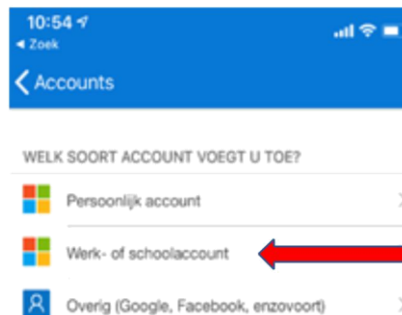 10:54
◀ Zoek
Accounts
WELK SOORT ACCOUNT VOEGT U TOE?
Persoonlijk account
Werk- of schoolaccount
Overig (Google, Facebook, enzovoort)